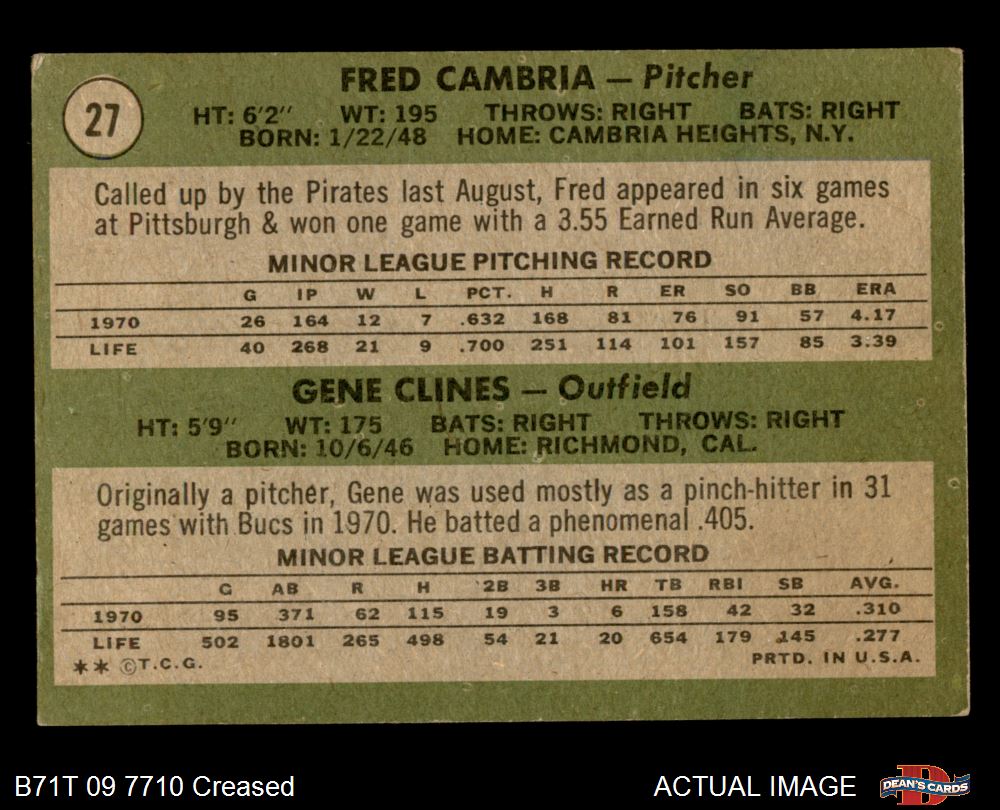 27
FRED CAMBRIA — Pitcher
HT: 6'2" WT: 195 THROWS: RIGHT BATS: RIGHT
BORN: 1/22/48 HOME: CAMBRIA HEIGHTS, N.Y.
Called up by the Pirates last August, Fred appeared in six games
at Pittsburgh & won one game with a 3.55 Earned Run Average.
MINOR LEAGUE PITCHING RECORD
G IP W L PCT. H R ER SO BB ERA
1970 26 164 12 7 .632 168 81 76 91 57 4.17
LIFE 40 268 21 9 .700 251 114 101 157 85 3.39
GENE CLINES — Outfield
HT: 5'9" WT: 175 BATS: RIGHT THROWS: RIGHT
BORN: 10/6/46 HOME: RICHMOND, CAL.
Originally a pitcher, Gene was used mostly as a pinch-hitter in 31
games with Bucs in 1970. He batted a phenomenal .405.
MINOR LEAGUE BATTING RECORD
G AB R H 2B 3B HR TB RBI SB AVG.
1970 95 371 62 115 19 3 6 158 42 32 .310
LIFE 502 1801 265 498 54 21 20 654 179 145 .277
** ©T.C.G. PRTD. IN U.S.A.
B71T 09 7710 Creased ACTUAL IMAGE DEAN'S CARDS